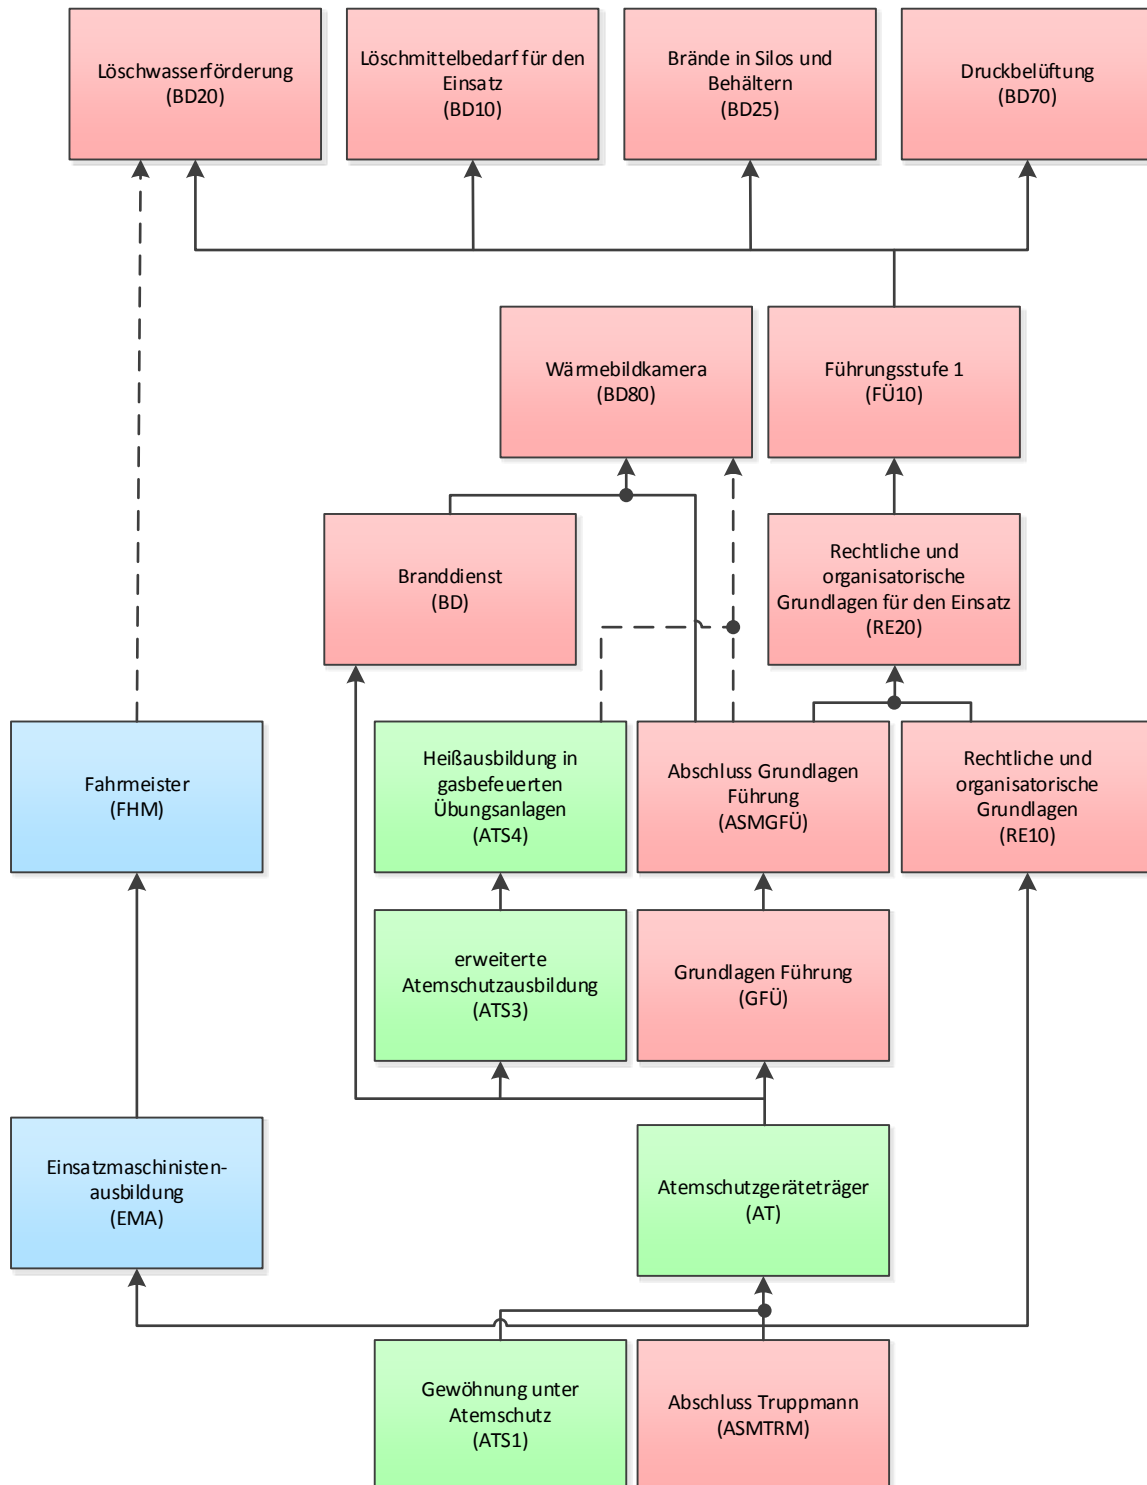 Löschwasserförderung
(BD20)
Löschmittelbedarf für den
Einsatz
(BD10)
Brände in Silos und
Behältern
(BD25)
Druckbelüftung
(BD70)
Wärmebildkamera
(BD80)
Führungsstufe 1
(FÜ10)
Branddienst
(BD)
Rechtliche und
organisatorische
Grundlagen für den Einsatz
(RE20)
Fahrmeister
(FHM)
Heißausbildung in
gasbefeuerten
Übungsanlagen
(ATS4)
Abschluss Grundlagen
Führung
(ASMGFÜ)
Rechtliche und
organisatorische
Grundlagen
(RE10)
erweiterte
Atemschutzausbildung
(ATS3)
Grundlagen Führung
(GFÜ)
Einsatzmaschinisten-
ausbildung
(EMA)
Atemschutzgeräteträger
(AT)
Gewöhnung unter
Atemschutz
(ATS1)
Abschluss Truppmann
(ASMTRM)